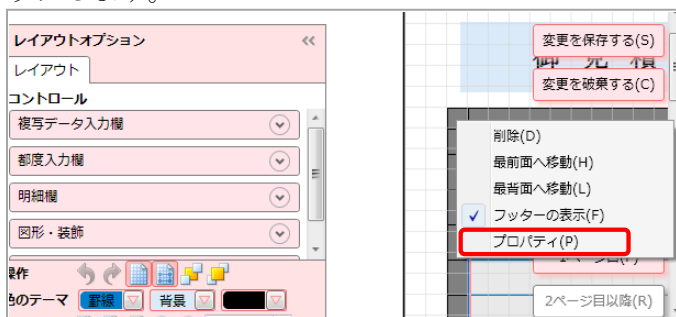 レイアウトオプション
レイアウト
コントロール
複写データ入力欄
都度入力欄
明細欄
図形・装飾
操作
色のテーマ 罫線 背景
変更を保存する(S)
御 見 積
変更を破棄する(C)
削除(D)
最前面へ移動(H)
最背面へ移動(L)
フッターの表示(F)
プロパティ(P)
2ページ目以降(R)